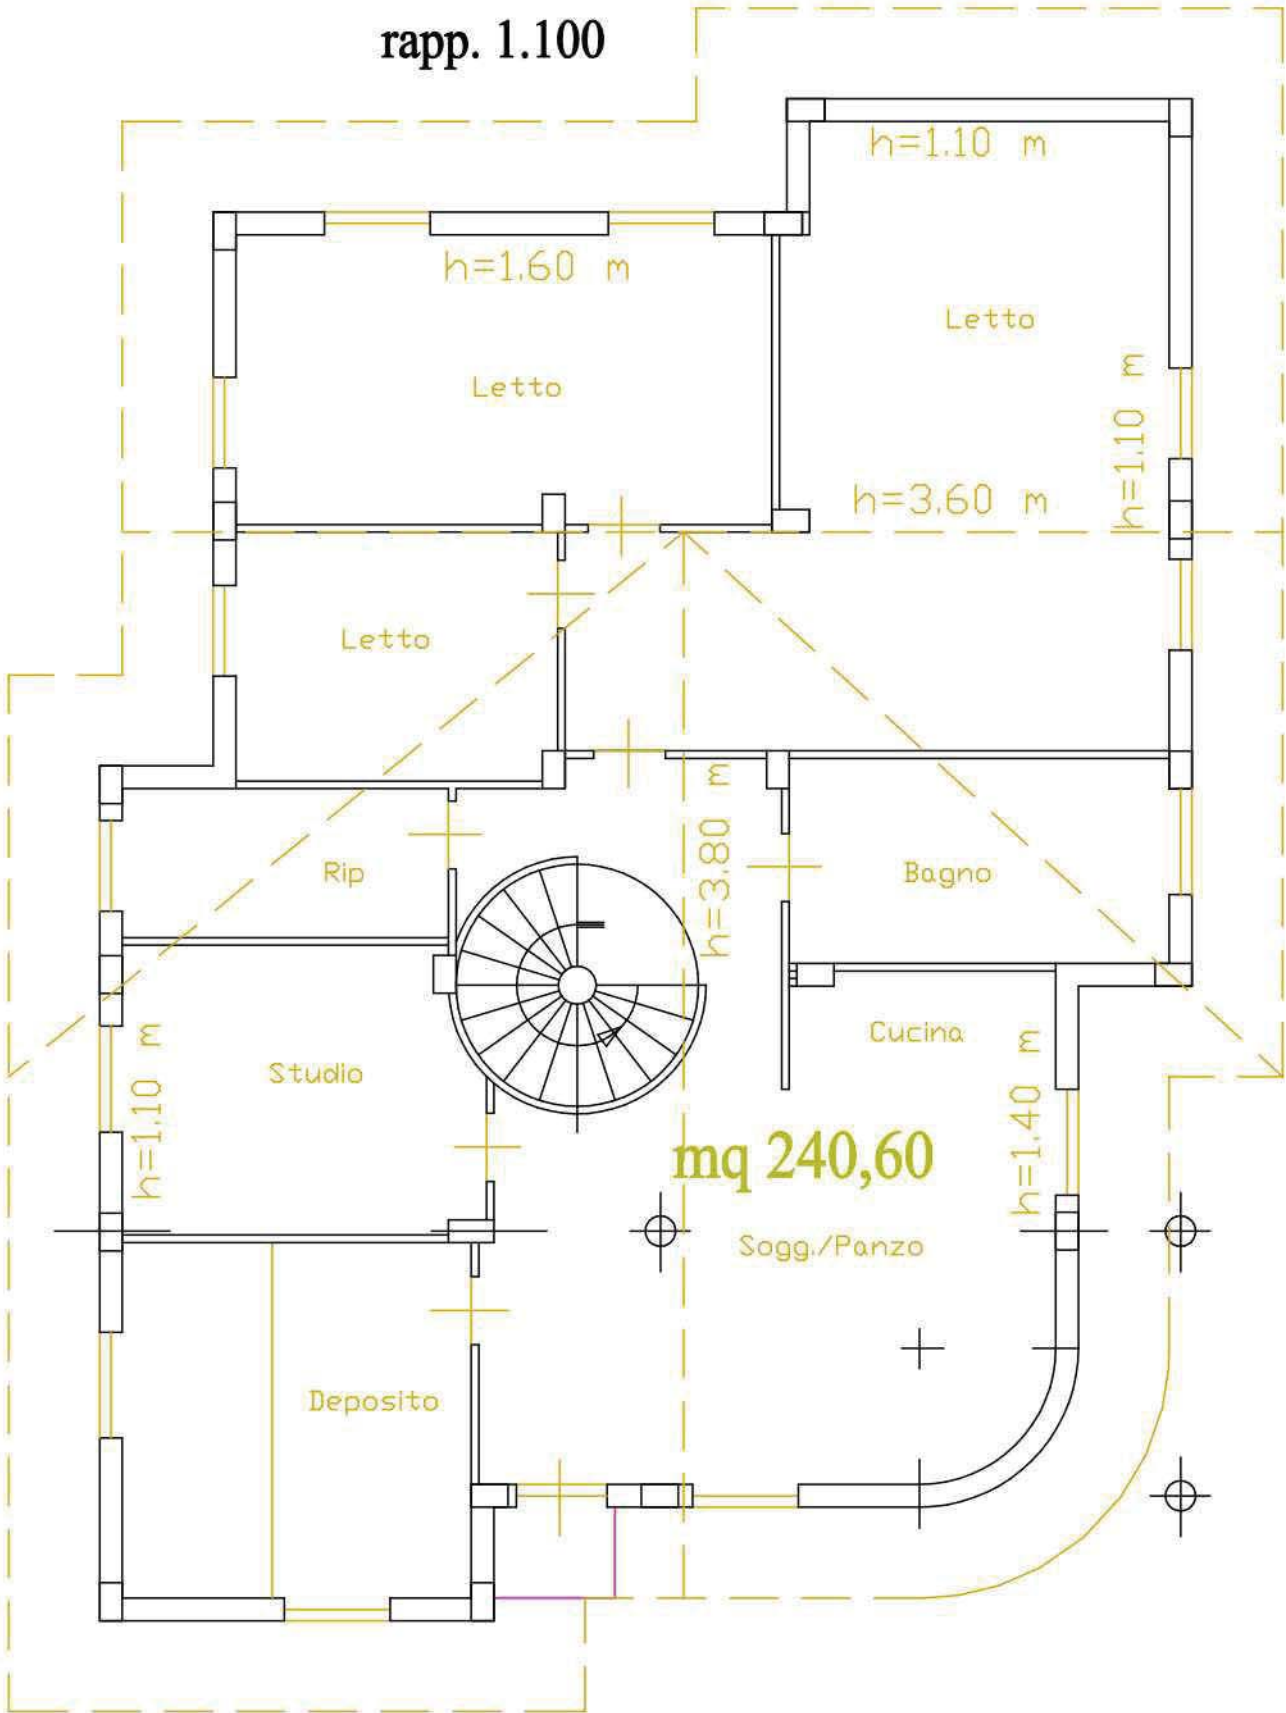 rapp. 1.100
h=1.10 m
h=1.60 m
Letto
h=1.10 m
Letto
h=3.60 m
Letto
h=3.80 m
Rip
Bagno
Cucina
h=1.40 m
Studio
h=1.10 m
mq 240,60
Sogg./Panzo
Deposito